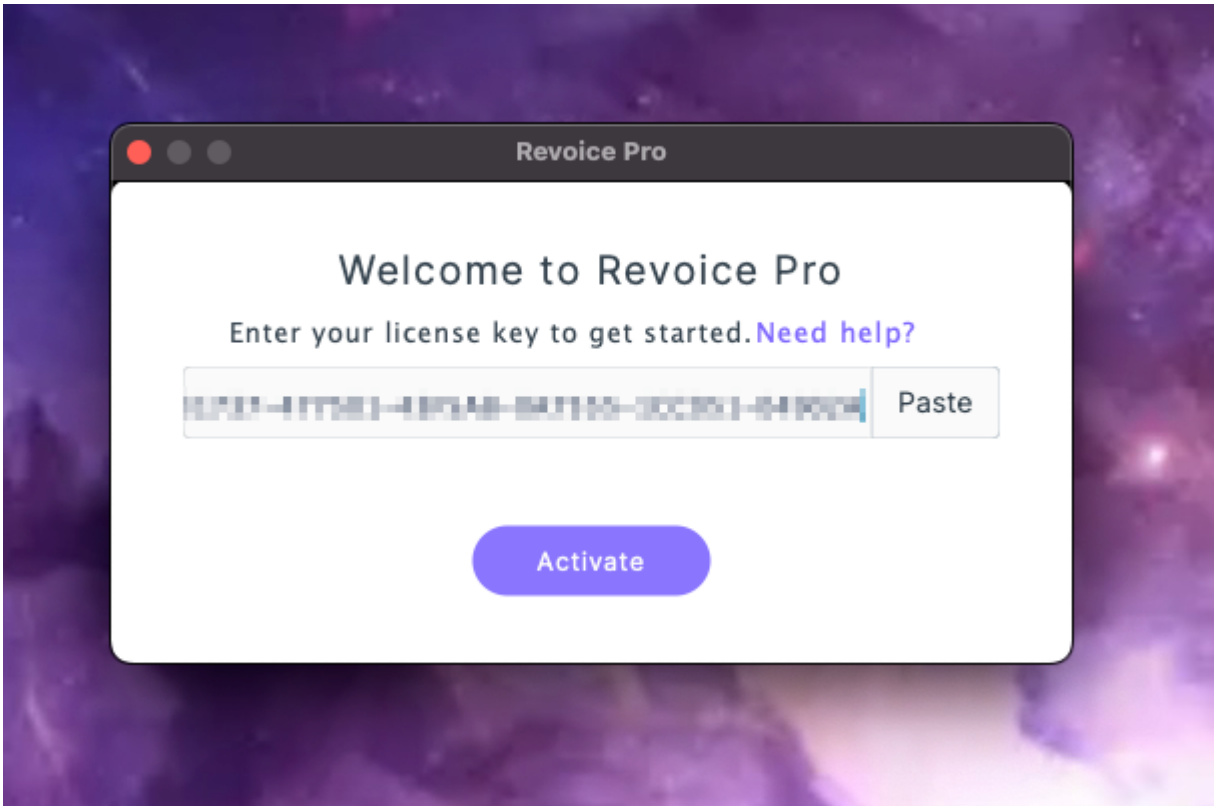 Revoice Pro
Welcome to Revoice Pro
Enter your license key to get started. Need help?
Paste
Activate